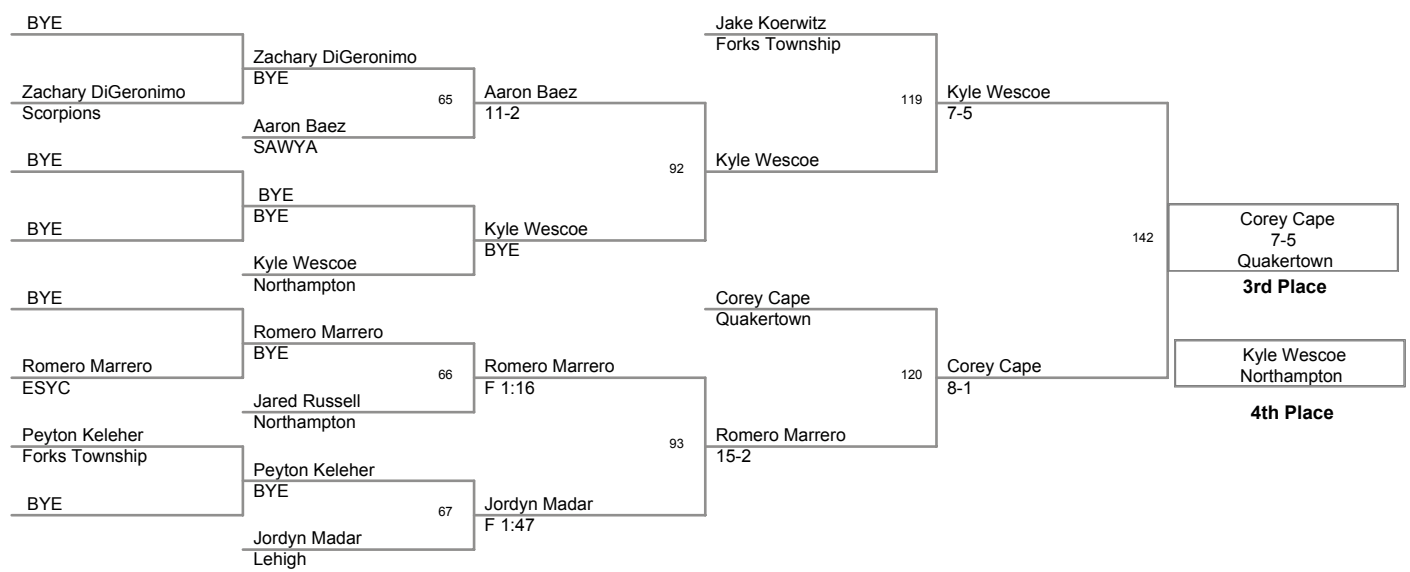 BYE
Zachary DiGeronimo
Scorpions
BYE
BYE
BYE
Romero Marrero
ESYC
Peyton Keleher
Forks Township
BYE
Zachary DiGeronimo
BYE
65
Aaron Baez
SAWYA
BYE
BYE
Kyle Wescoe
Northampton
Romero Marrero
BYE
66
Jared Russell
Northampton
Peyton Keleher
BYE
67
Jordyn Madar
Lehigh
Aaron Baez
11-2
92
Kyle Wescoe
BYE
Romero Marrero
F 1:16
93
Jordyn Madar
F 1:47
Jake Koerwitz
Forks Township
119
Kyle Wescoe
Corey Cape
Quakertown
120
Romero Marrero
15-2
Kyle Wescoe
7-5
142
Corey Cape
8-1
Corey Cape
7-5
Quakertown
3rd Place
Kyle Wescoe
Northampton
4th Place